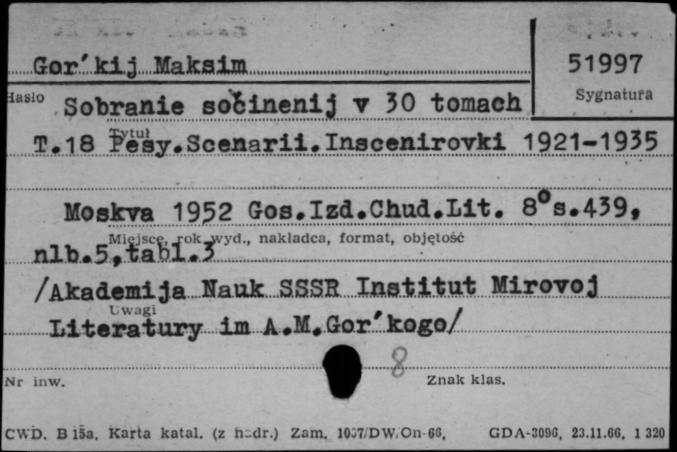 Gor'kij Maksim
51997
Hasło
Sygnatura
Sobranie sočinenij v 30 tomach
Tytuł
T.18 Pesy.Scenarii.Inscenirovki 1921-1935
Moskva 1952 Gos.Izd.Chud.Lit. 8°s.439,
Miejsce, rok wyd., nakładca, format, objętość
nlb.5,tabl.3
/Akademija Nauk SSSR Institut Mirovoj
Uwagi
Literatury im A.M.Gor'kogo/
8
Nr inw.
Znak klas.
CWD. B 15a. Karta katal. (z ndr.) Zam. 1037/DW/On-66, GDA-3096, 23.11.66, 1 320